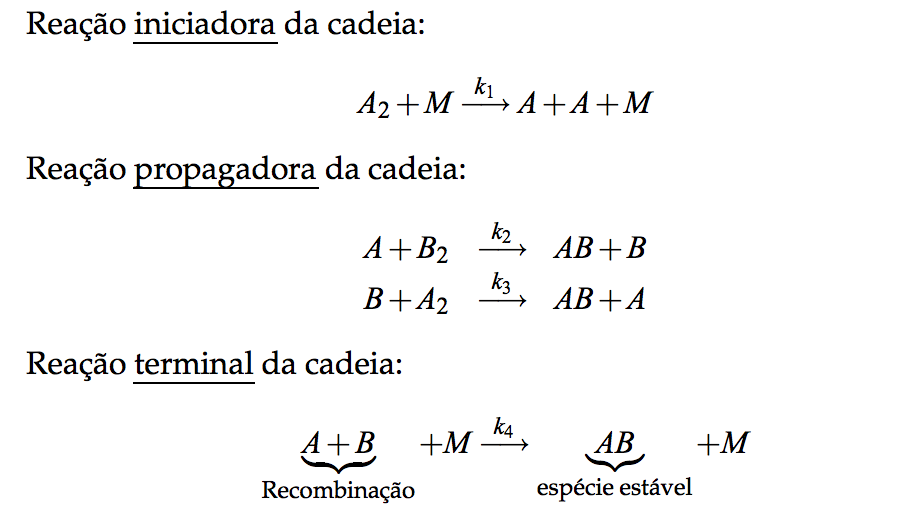 Reação iniciadora da cadeia:
A₂ + M —k₁→ A + A + M
Reação propagadora da cadeia:
A + B₂ —k₂→ AB + B
B + A₂ —k₃→ AB + A
Reação terminal da cadeia:
A + B + M —k₄→ AB + M
Recombinação espécie estável